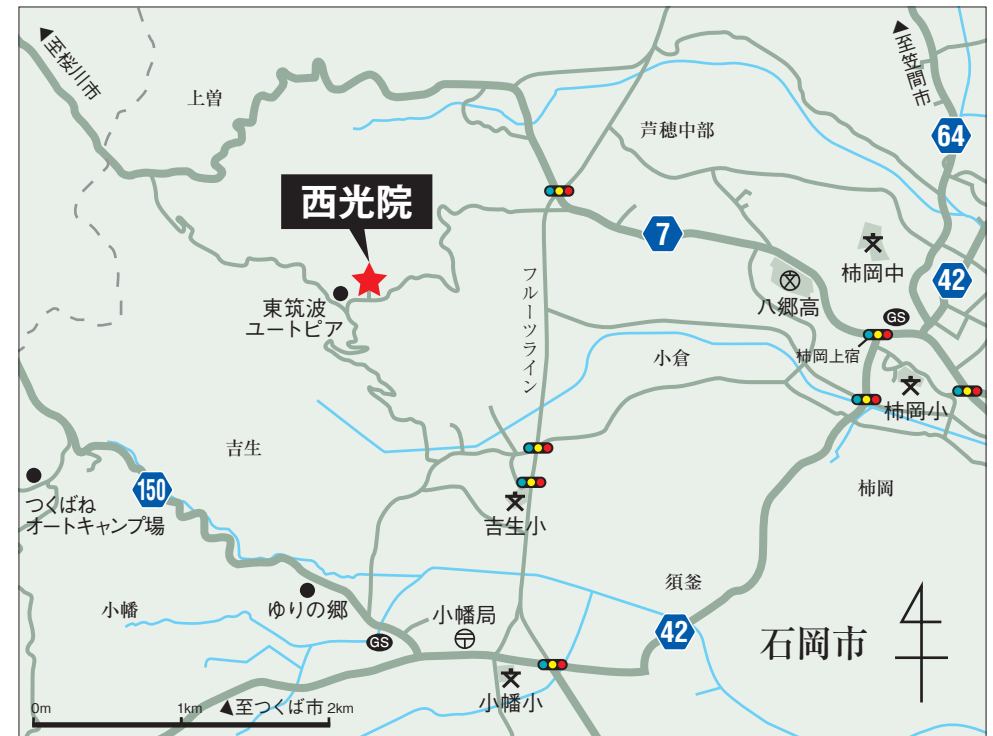 ▲至桜川市
上曽
▲至笠間市
芦穂中部
64
西光院
7
柿岡中
42
東筑波
ユートピア
フルーツライン
八郷高
GS
柿岡上宿
小倉
柿岡小
吉生
150
つくばね
オートキャンプ場
柿岡
吉生小
須釜
小幡
ゆりの郷
小幡局
GS
42
石岡市
小幡小
▲至つくば市
0m
1km
2km